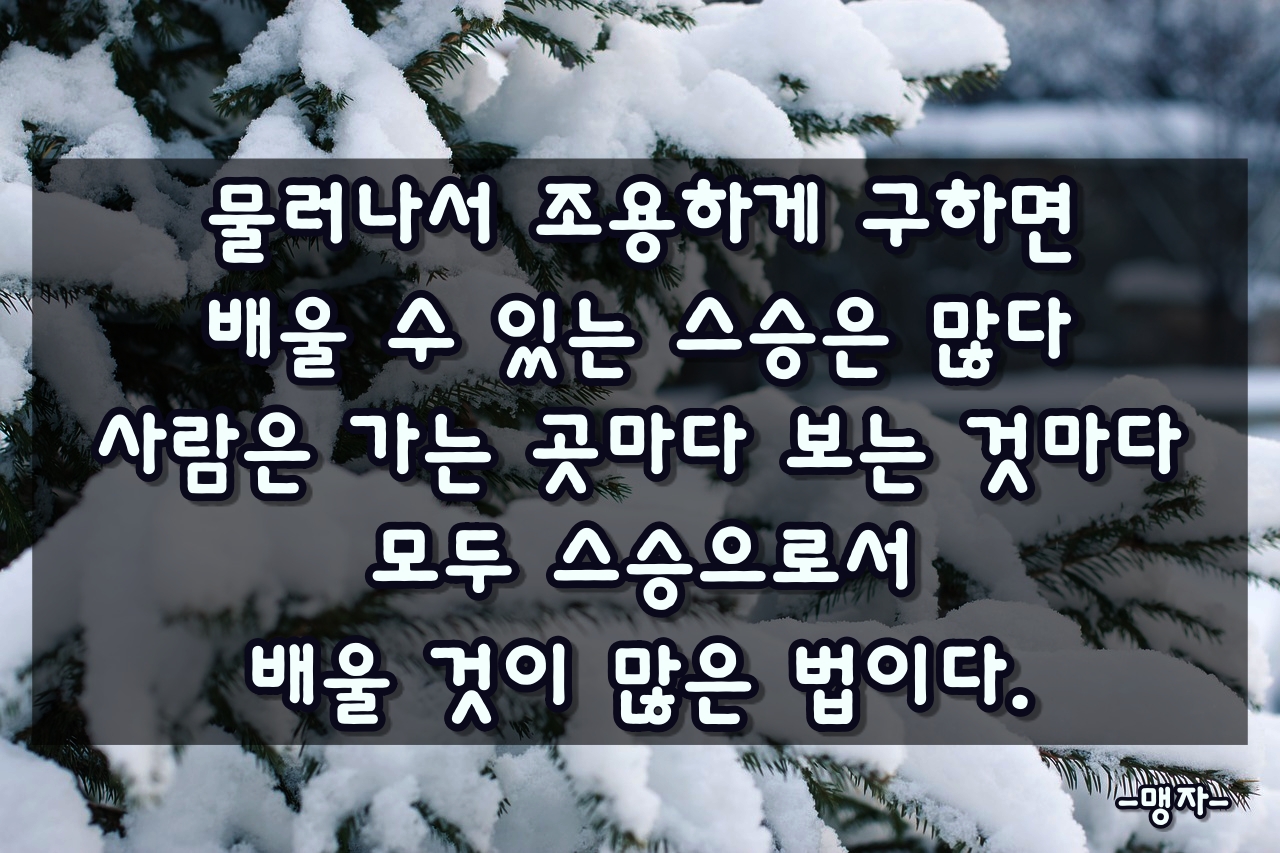 물러나서 조용하게 구하면
배울 수 있는 스승은 많다
사람은 가는 곳마다 보는 것마다
모두 스승으로서
배울 것이 많은 법이다.
-맹자-